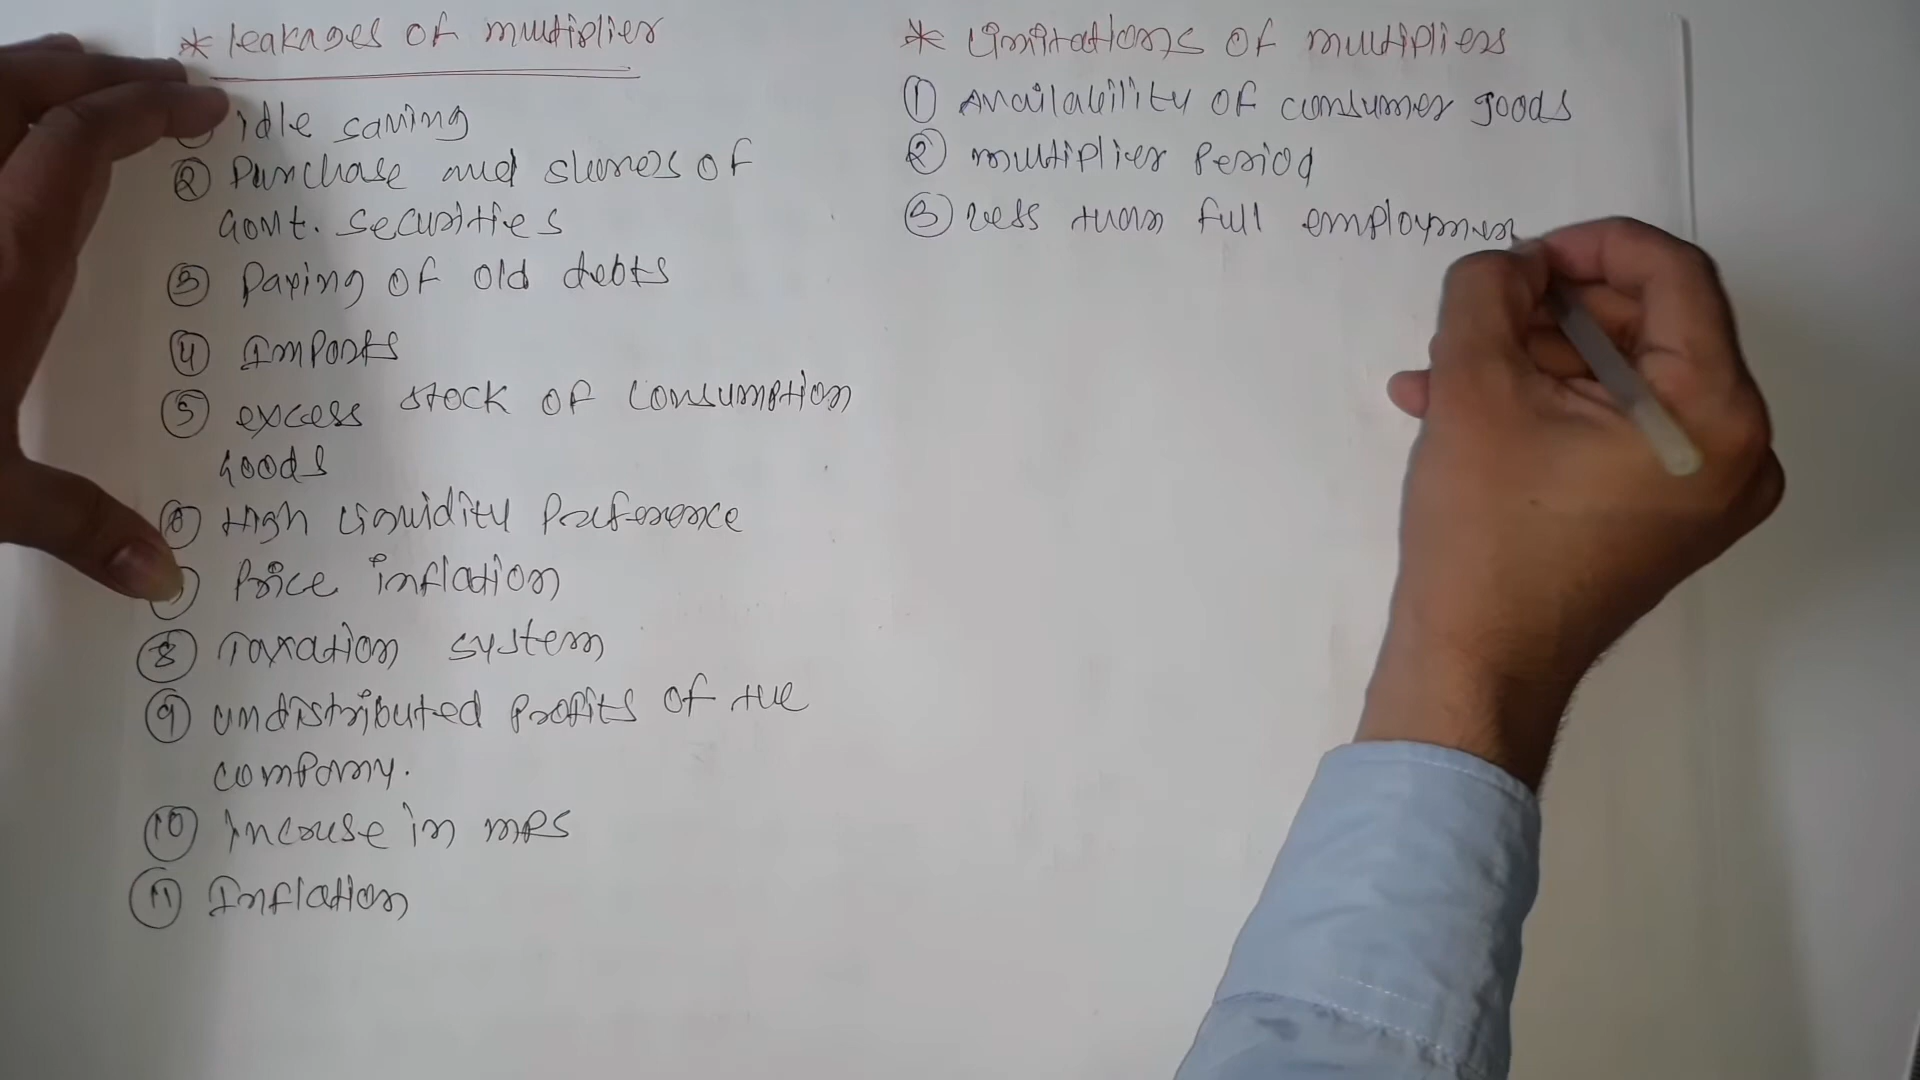 * Leakages of multiplier
idle saving
② Purchase and shares of
Govt. securities
③ Paying of old debts
④ Imports
⑤ excess stock of consumption
Goods
⑥ High Liquidity Preference
Price inflation
⑧ Taxation system
⑨ undistributed profits of the
company.
⑩ increase in MPS
⑪ Inflation
* Limitations of multipliers
① Availability of consumer goods
② multiplier Period
③ Less than full employmen